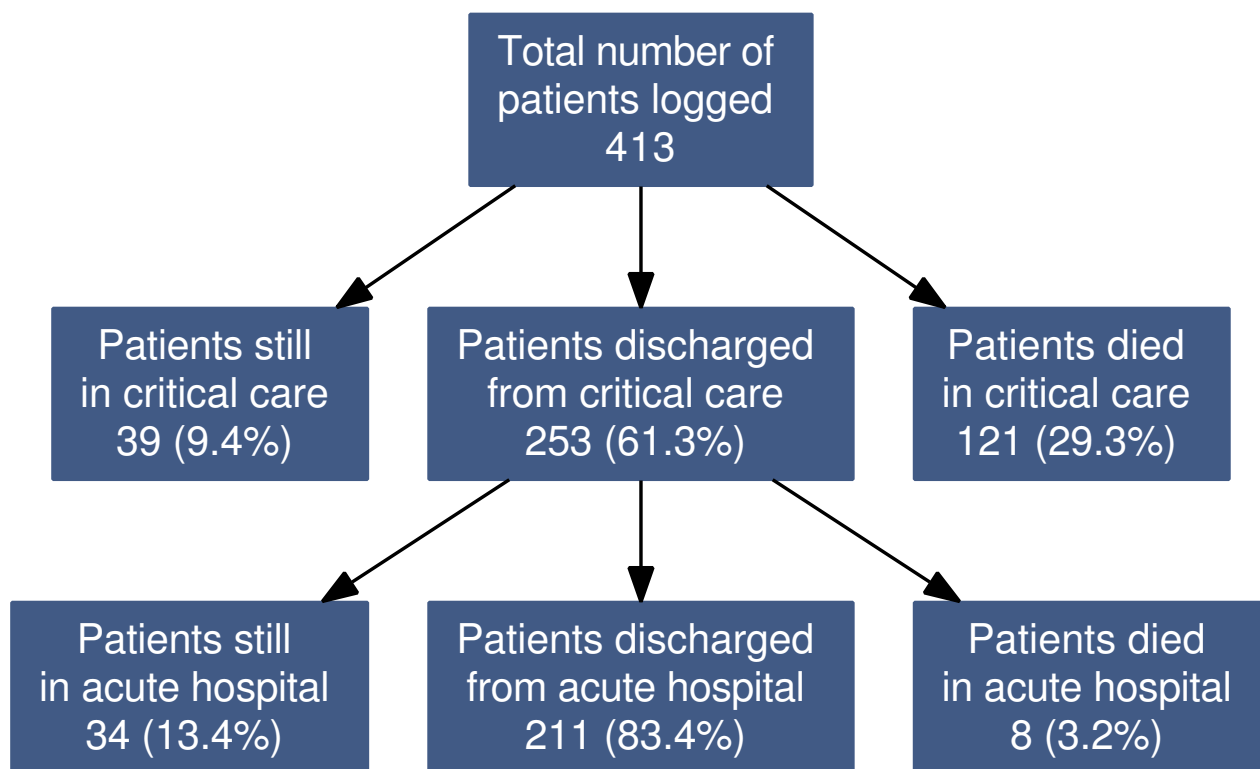 Total number of
patients logged
413
Patients still
in critical care
39 (9.4%)
Patients discharged
from critical care
253 (61.3%)
Patients died
in critical care
121 (29.3%)
Patients still
in acute hospital
34 (13.4%)
Patients discharged
from acute hospital
211 (83.4%)
Patients died
in acute hospital
8 (3.2%)